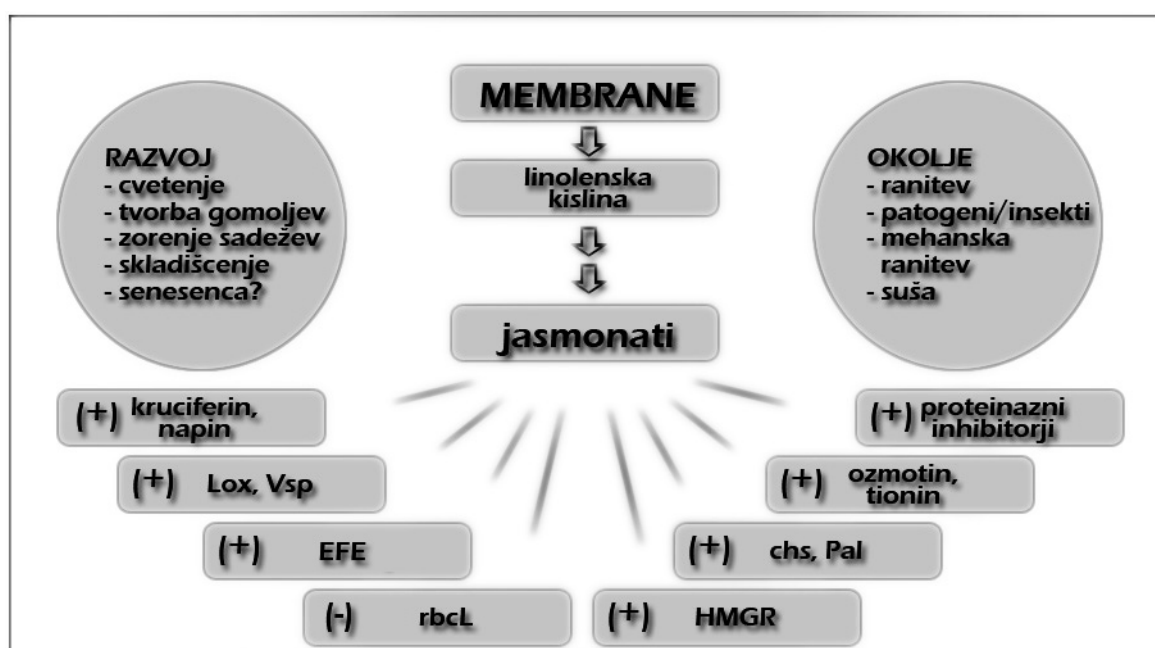 MEMBRANE
RAZVOJ
- cvetenje
- tvorba gomoljev
- zorenje sadežev
- skladišcenje
- senesenca?
linolenska
kislina
OKOLJE
- ranitev
- patogeni/insekti
- mehanska
ranitev
- suša
jasmonati
(+) kruciferin,
napin
(+) Lox, Vsp
(+) EFE
(-) rbcL
(+) proteinazni
inhibitorji
(+) ozmotin,
tionin
(+) chs, Pal
(+) HMGR